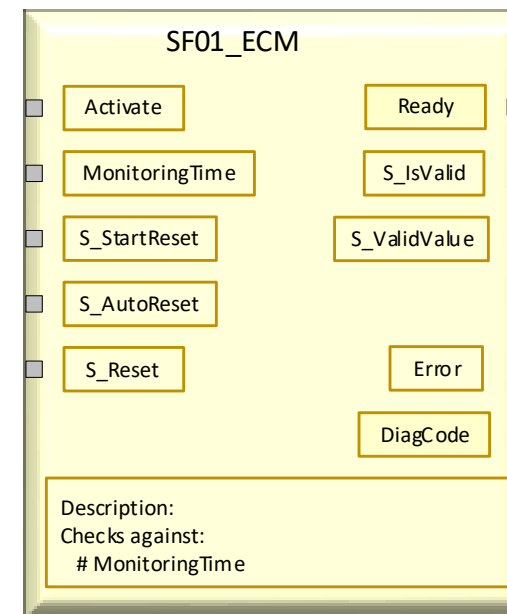 SF01_ECM
Activate
Ready
MonitoringTime
S_IsValid
S_StartReset
S_ValidValue
S_AutoReset
S_Reset
Error
DiagCode
Description:
Checks against:
# MonitoringTime